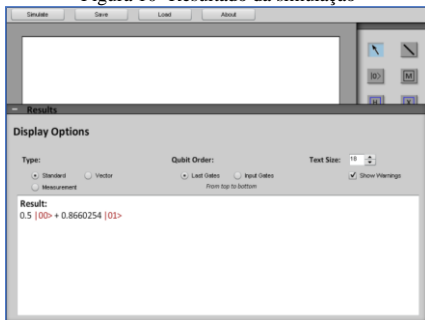 Figura 10- Resultado da simulação
Simulate Save Load About
|0> M
H X
Results
Display Options
Type: Qubit Order: Text Size: 18
Standard Vector Last Gates Input Gates Show Warnings
Measurement From top to bottom
Result:
0.5 |00> + 0.8660254 |01>